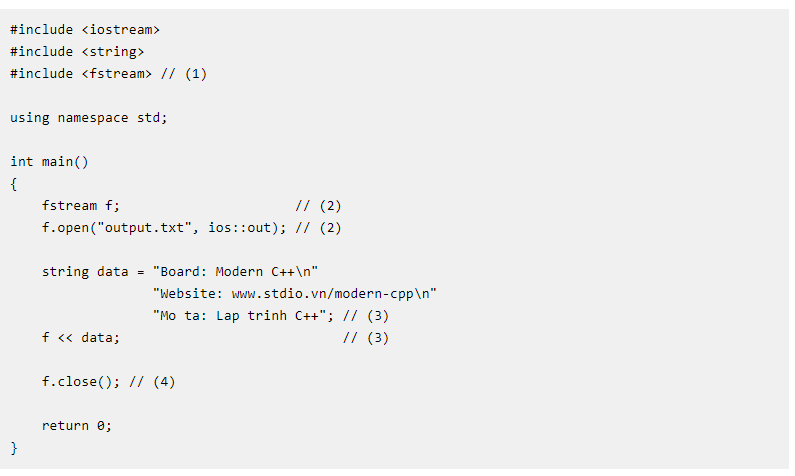 #include <iostream>
#include <string>
#include <fstream> // (1)
using namespace std;
int main()
{
fstream f; // (2)
f.open("output.txt", ios::out); // (2)
string data = "Board: Modern C++\n"
"Website: www.stdio.vn/modern-cpp\n"
"Mo ta: Lap trinh C++"; // (3)
f << data; // (3)
f.close(); // (4)
return 0;
}